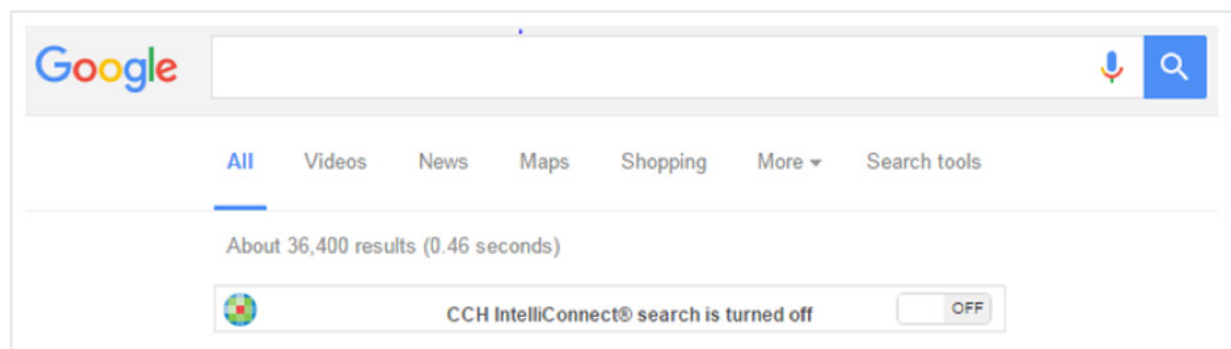 Google
All Videos News Maps Shopping More Search tools
About 36,400 results (0.46 seconds)
CCH IntelliConnect® search is turned off OFF